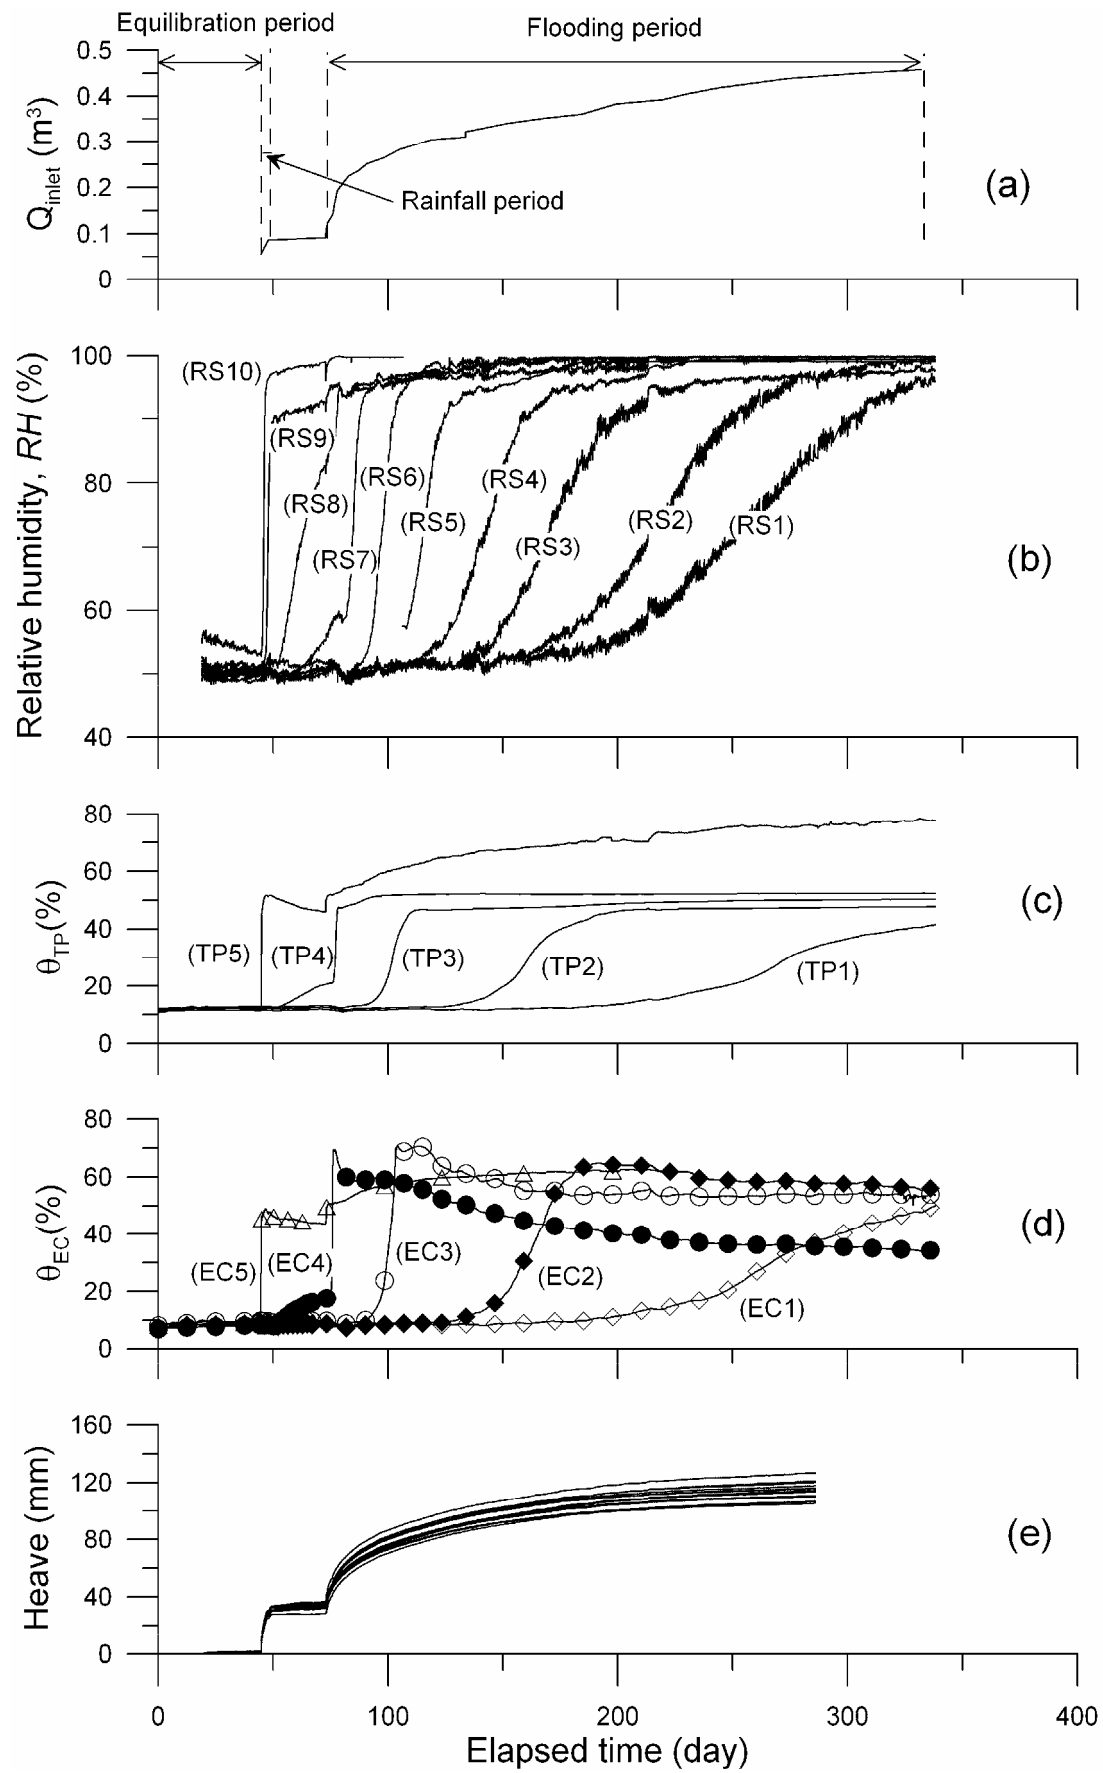 Equilibration period
Flooding period
0.5
0.4
0.3
0.2
0.1
0
Q_inlet (m³)
Rainfall period
(a)
100
80
60
40
Relative humidity, RH (%)
(RS10)
(RS9)
(RS8)
(RS7)
(RS6)
(RS5)
(RS4)
(RS3)
(RS2)
(RS1)
(b)
80
60
40
20
0
θ_TP(%)
(TP5)
(TP4)
(TP3)
(TP2)
(TP1)
(c)
80
60
40
20
0
θ_EC(%)
(EC5)
(EC4)
(EC3)
(EC2)
(EC1)
(d)
160
120
80
40
0
Heave (mm)
(e)
0 100 200 300 400
Elapsed time (day)